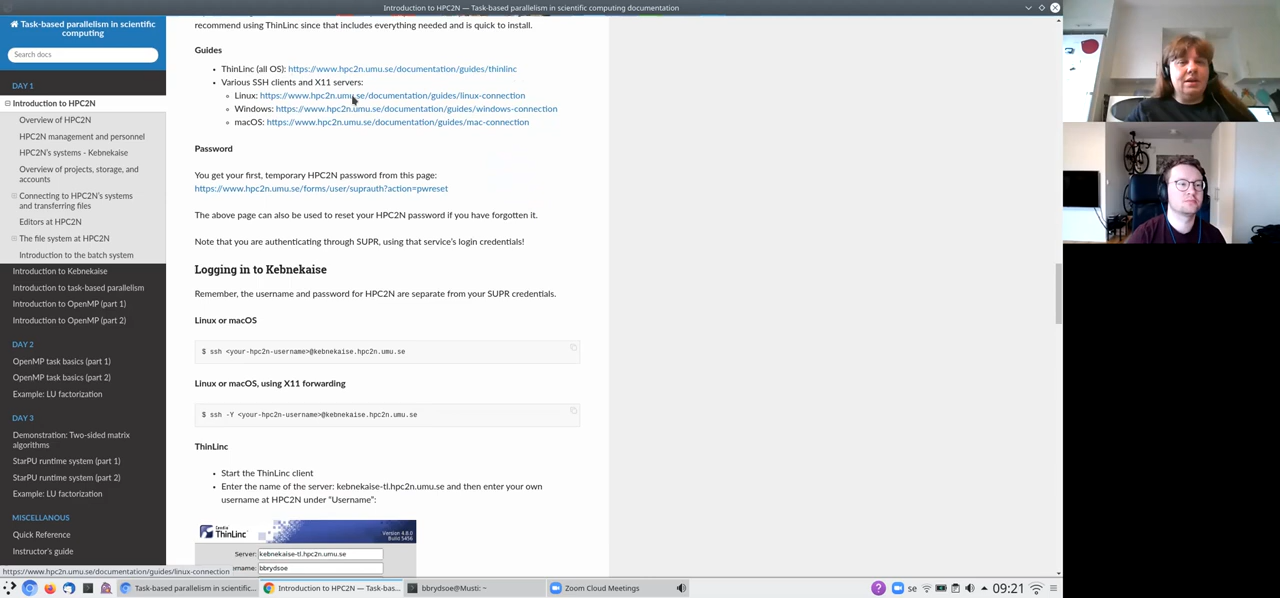 Introduction to HPC2N — Task-based parallelism in scientific computing documentation
Task-based parallelism in scientific
computing
Search docs
DAY 1
Introduction to HPC2N
Overview of HPC2N
HPC2N management and personnel
HPC2N's systems - Kebnekaise
Overview of projects, storage, and
accounts
Connecting to HPC2N's systems
and transferring files
Editors at HPC2N
The file system at HPC2N
Introduction to the batch system
Introduction to Kebnekaise
Introduction to task-based parallelism
Introduction to OpenMP (part 1)
Introduction to OpenMP (part 2)
DAY 2
OpenMP task basics (part 1)
OpenMP task basics (part 2)
Example: LU factorization
DAY 3
Demonstration: Two-sided matrix
algorithms
StarPU runtime system (part 1)
StarPU runtime system (part 2)
Example: LU factorization
MISCELLANEOUS
Quick Reference
Instructor's guide
recommend using ThinLinc since that includes everything needed and is quick to install.
Guides
• ThinLinc (all OS): https://www.hpc2n.umu.se/documentation/guides/thinlinc
• Various SSH clients and X11 servers:
Linux: https://www.hpc2n.umu.se/documentation/guides/linux-connection
Windows: https://www.hpc2n.umu.se/documentation/guides/windows-connection
macOS: https://www.hpc2n.umu.se/documentation/guides/mac-connection
Password
You get your first, temporary HPC2N password from this page:
https://www.hpc2n.umu.se/forms/user/suprauth?action=pwreset
The above page can also be used to reset your HPC2N password if you have forgotten it.
Note that you are authenticating through SUPR, using that service's login credentials!
Logging in to Kebnekaise
Remember, the username and password for HPC2N are separate from your SUPR credentials.
Linux or macOS
$ ssh <your-hpc2n-username>@kebnekaise.hpc2n.umu.se
Linux or macOS, using X11 forwarding
$ ssh -Y <your-hpc2n-username>@kebnekaise.hpc2n.umu.se
ThinLinc
• Start the ThinLinc client
• Enter the name of the server: kebnekaise-tl.hpc2n.umu.se and then enter your own
username at HPC2N under "Username":
ThinLinc
Version 4.8.0
Build 5456
Server: kebnekaise-tl.hpc2n.umu.se
rname: bbrydsoe
https://www.hpc2n.umu.se/documentation/guides/linux-connection
Task-based parallelism in scientific...
Introduction to HPC2N — Task-bas...
bbrydsoe@Musti: ~
Zoom Cloud Meetings
se
09:21